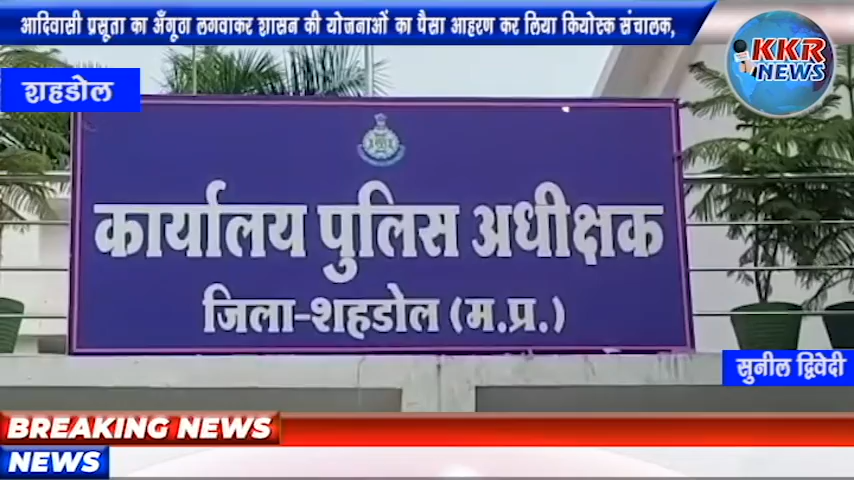 आदिवासी प्रसूता का अँगूठा लगवाकर शासन की योजनाओं का पैसा आहरण कर लिया कियोस्क संचालक,
KKR
NEWS
शहडोल
कार्यालय पुलिस अधीक्षक
जिला-शहडोल (म.प्र.)
सुनील द्विवेदी
BREAKING NEWS
NEWS